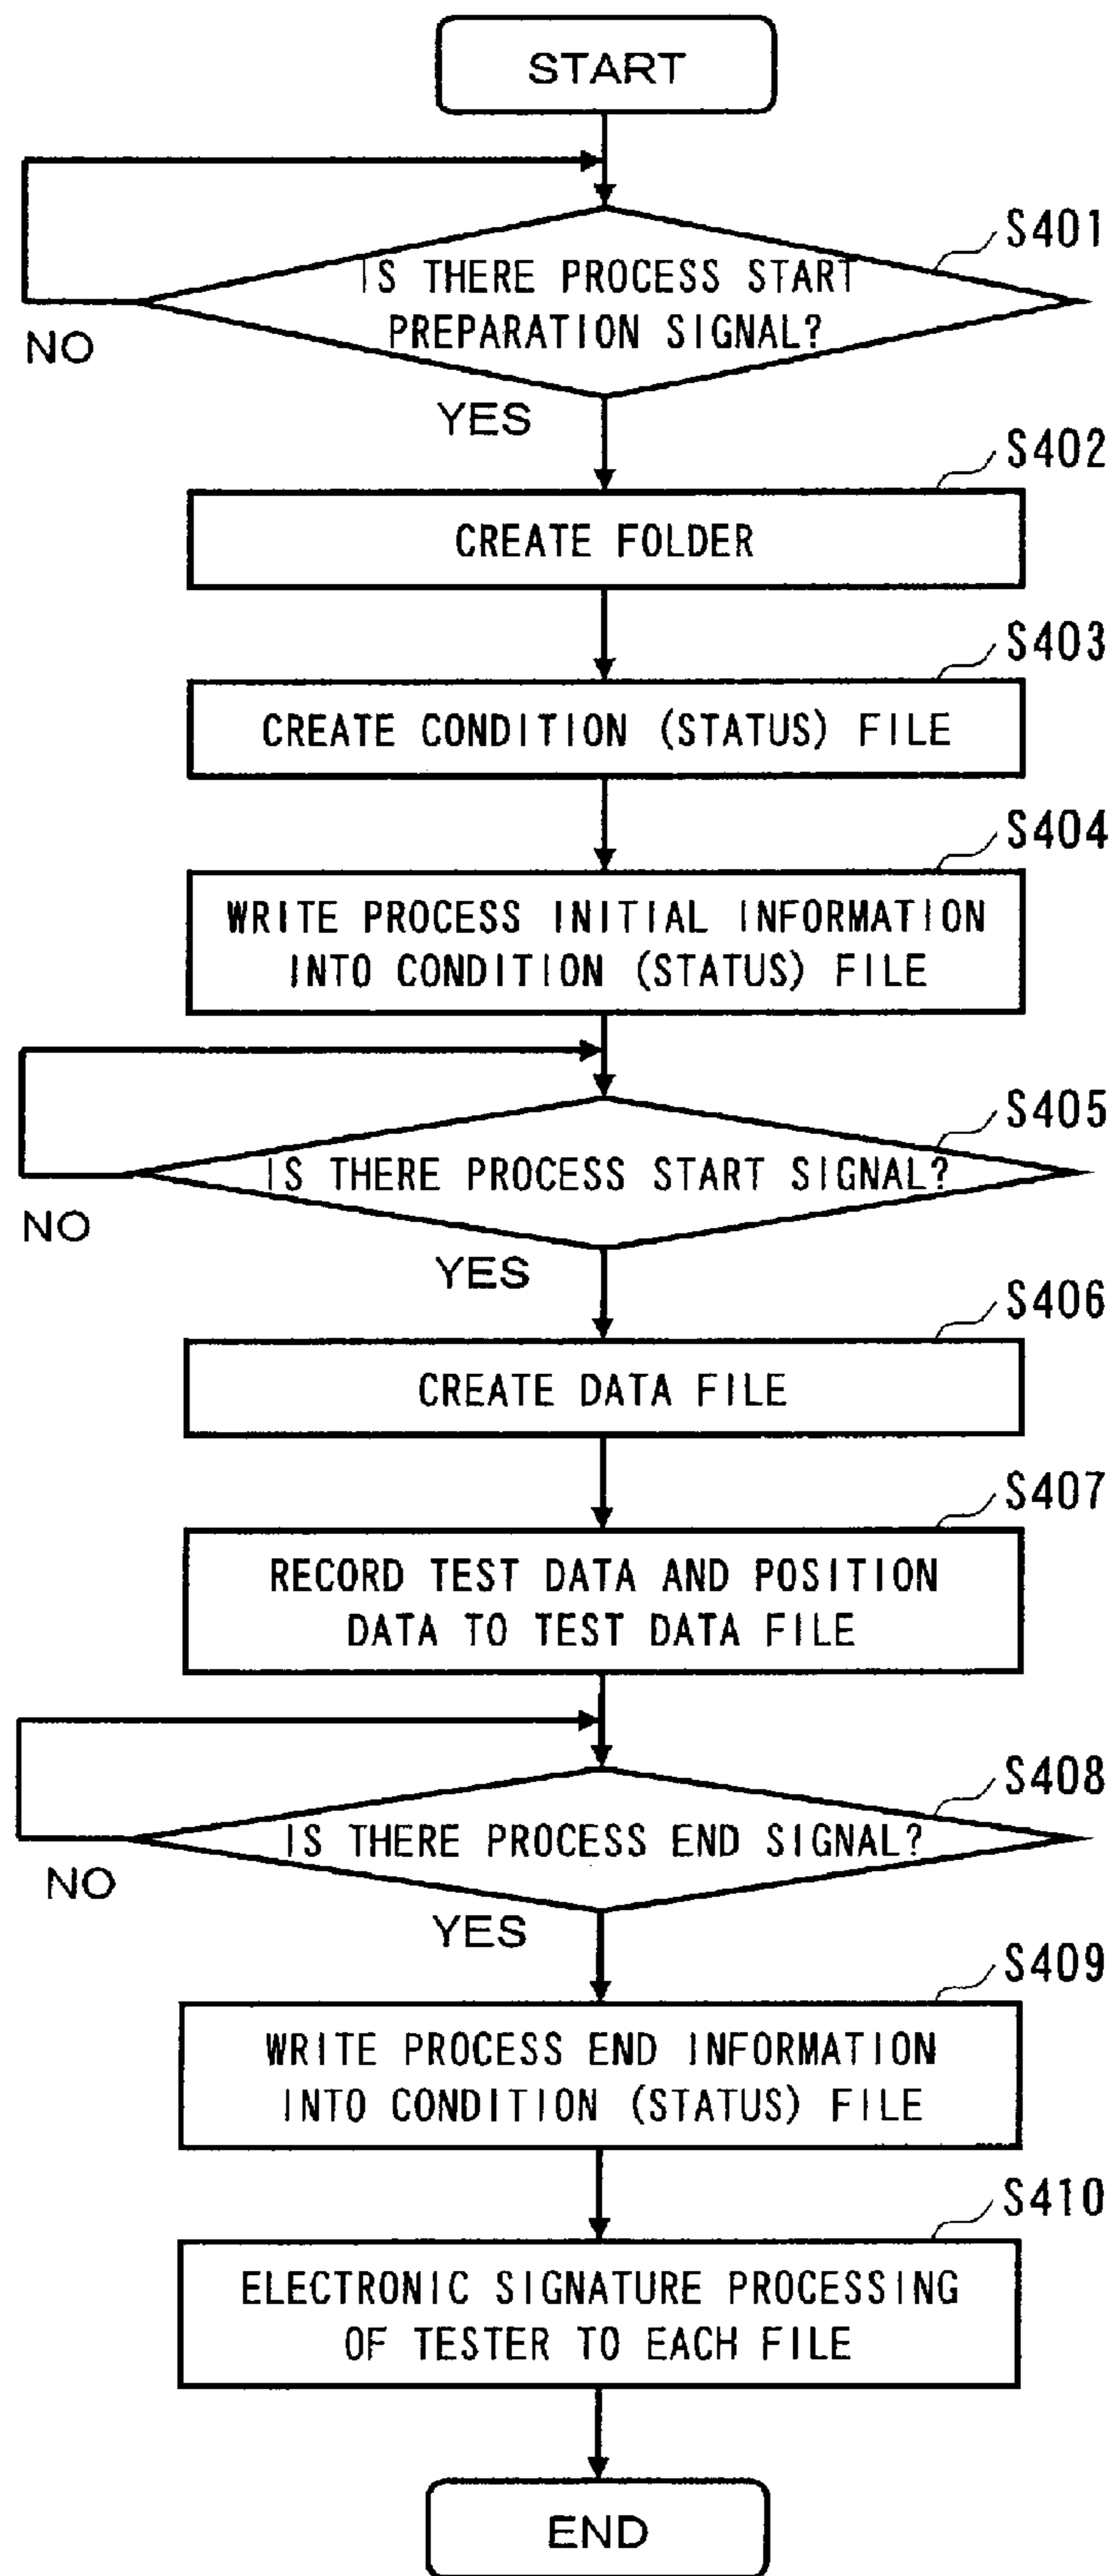 START
S401
IS THERE PROCESS START
PREPARATION SIGNAL?
NO
YES
S402
CREATE FOLDER
S403
CREATE CONDITION (STATUS) FILE
S404
WRITE PROCESS INITIAL INFORMATION
INTO CONDITION (STATUS) FILE
S405
IS THERE PROCESS START SIGNAL?
NO
YES
S406
CREATE DATA FILE
S407
RECORD TEST DATA AND POSITION
DATA TO TEST DATA FILE
S408
IS THERE PROCESS END SIGNAL?
NO
YES
S409
WRITE PROCESS END INFORMATION
INTO CONDITION (STATUS) FILE
S410
ELECTRONIC SIGNATURE PROCESSING
OF TESTER TO EACH FILE
END